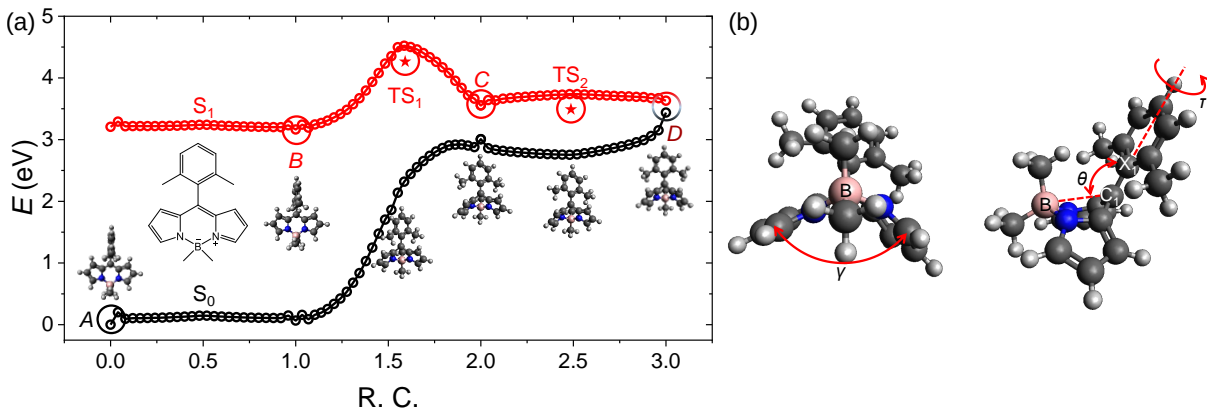 (a)
(b)
E (eV)
5
4
3
2
1
0
S₁
TS₁
C
TS₂
B
D
A
S₀
N
N
B
−
+
0.0
0.5
1.0
1.5
2.0
2.5
3.0
R. C.
B
γ
τ
X
θ
B
C₁